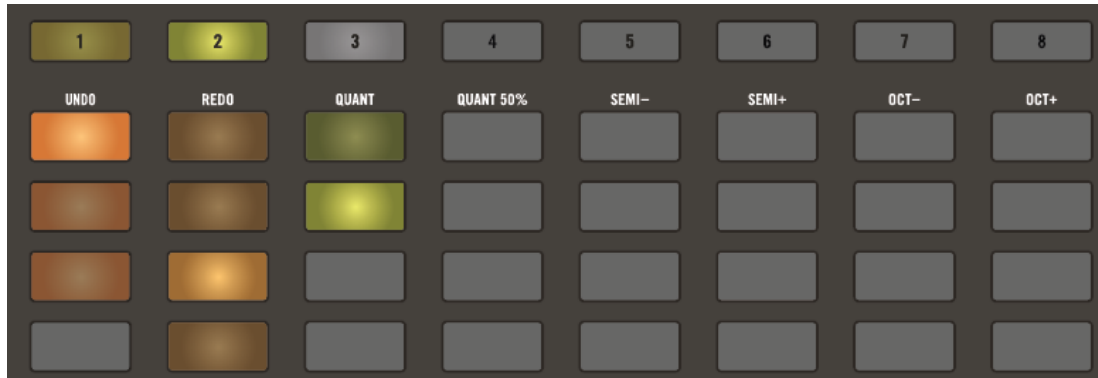 1 2 3 4 5 6 7 8
UNDO REDO QUANT QUANT 50% SEMI− SEMI+ OCT− OCT+